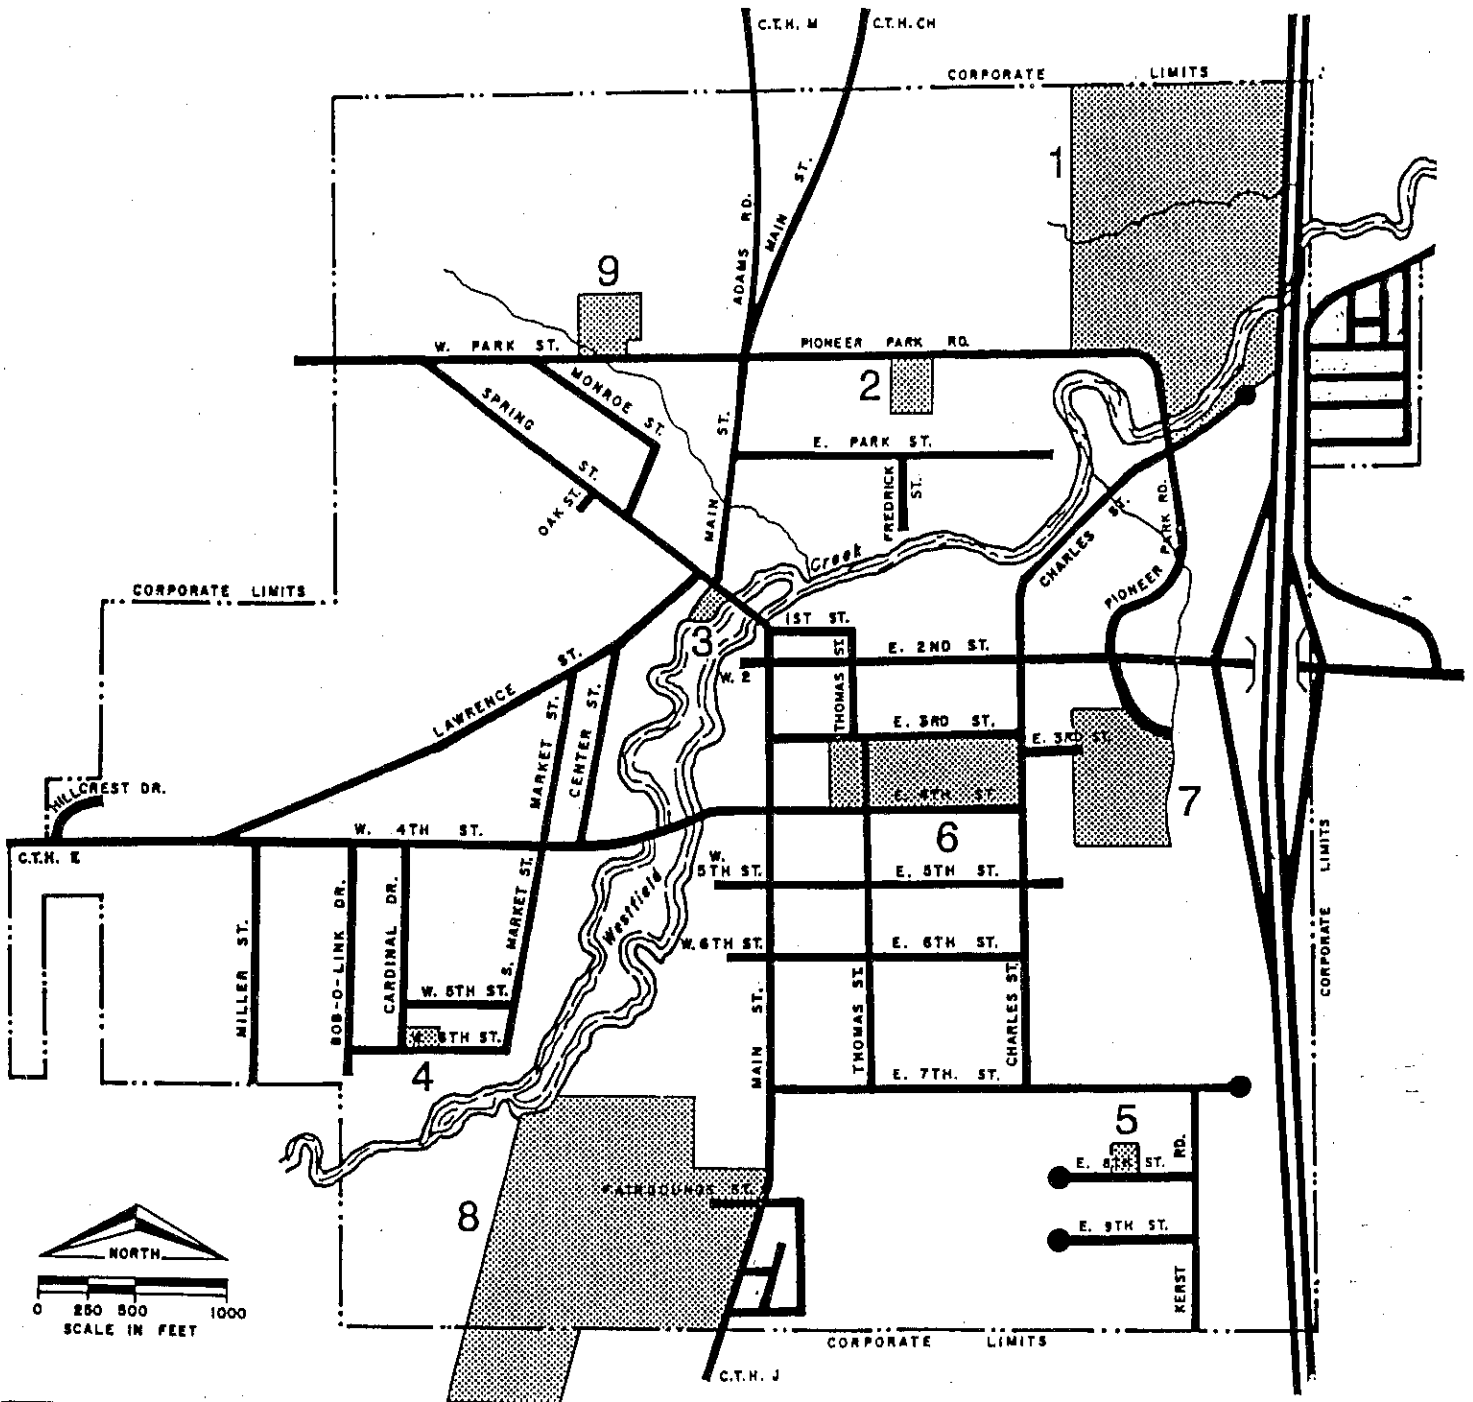 C.T.H. M
C.T.H. CH
CORPORATE LIMITS
1
ADAMS RD.
MAIN ST.
9
W. PARK ST.
PIONEER PARK RD.
2
MONROE ST.
SPRING ST.
OAK ST.
MAIN ST.
E. PARK ST.
FREDRICK ST.
CHARLES ST.
PIONEER PARK RD.
Creek
CORPORATE LIMITS
3
1ST ST.
E. 2ND ST.
W. 2
THOMAS ST.
LAWRENCE ST.
MARKET ST.
CENTER ST.
E. 3RD ST.
E. 3RD ST.
HILLCREST DR.
E. 4TH ST.
7
W. 4TH ST.
C.T.H. E
6
W. 5TH ST.
E. 5TH ST.
CORPORATE LIMITS
Westfield
MILLER ST.
BOB-O-LINK DR.
CARDINAL DR.
S. MARKET ST.
W. 6TH ST.
E. 6TH ST.
W. 5TH ST.
6TH ST.
4
MAIN ST.
THOMAS ST.
CHARLES ST.
E. 7TH. ST.
5
E. 8TH ST.
KERST RD.
FAIRGOUNDS ST.
8
E. 9TH ST.
NORTH
0 250 500 1000
SCALE IN FEET
CORPORATE LIMITS
C.T.H. J